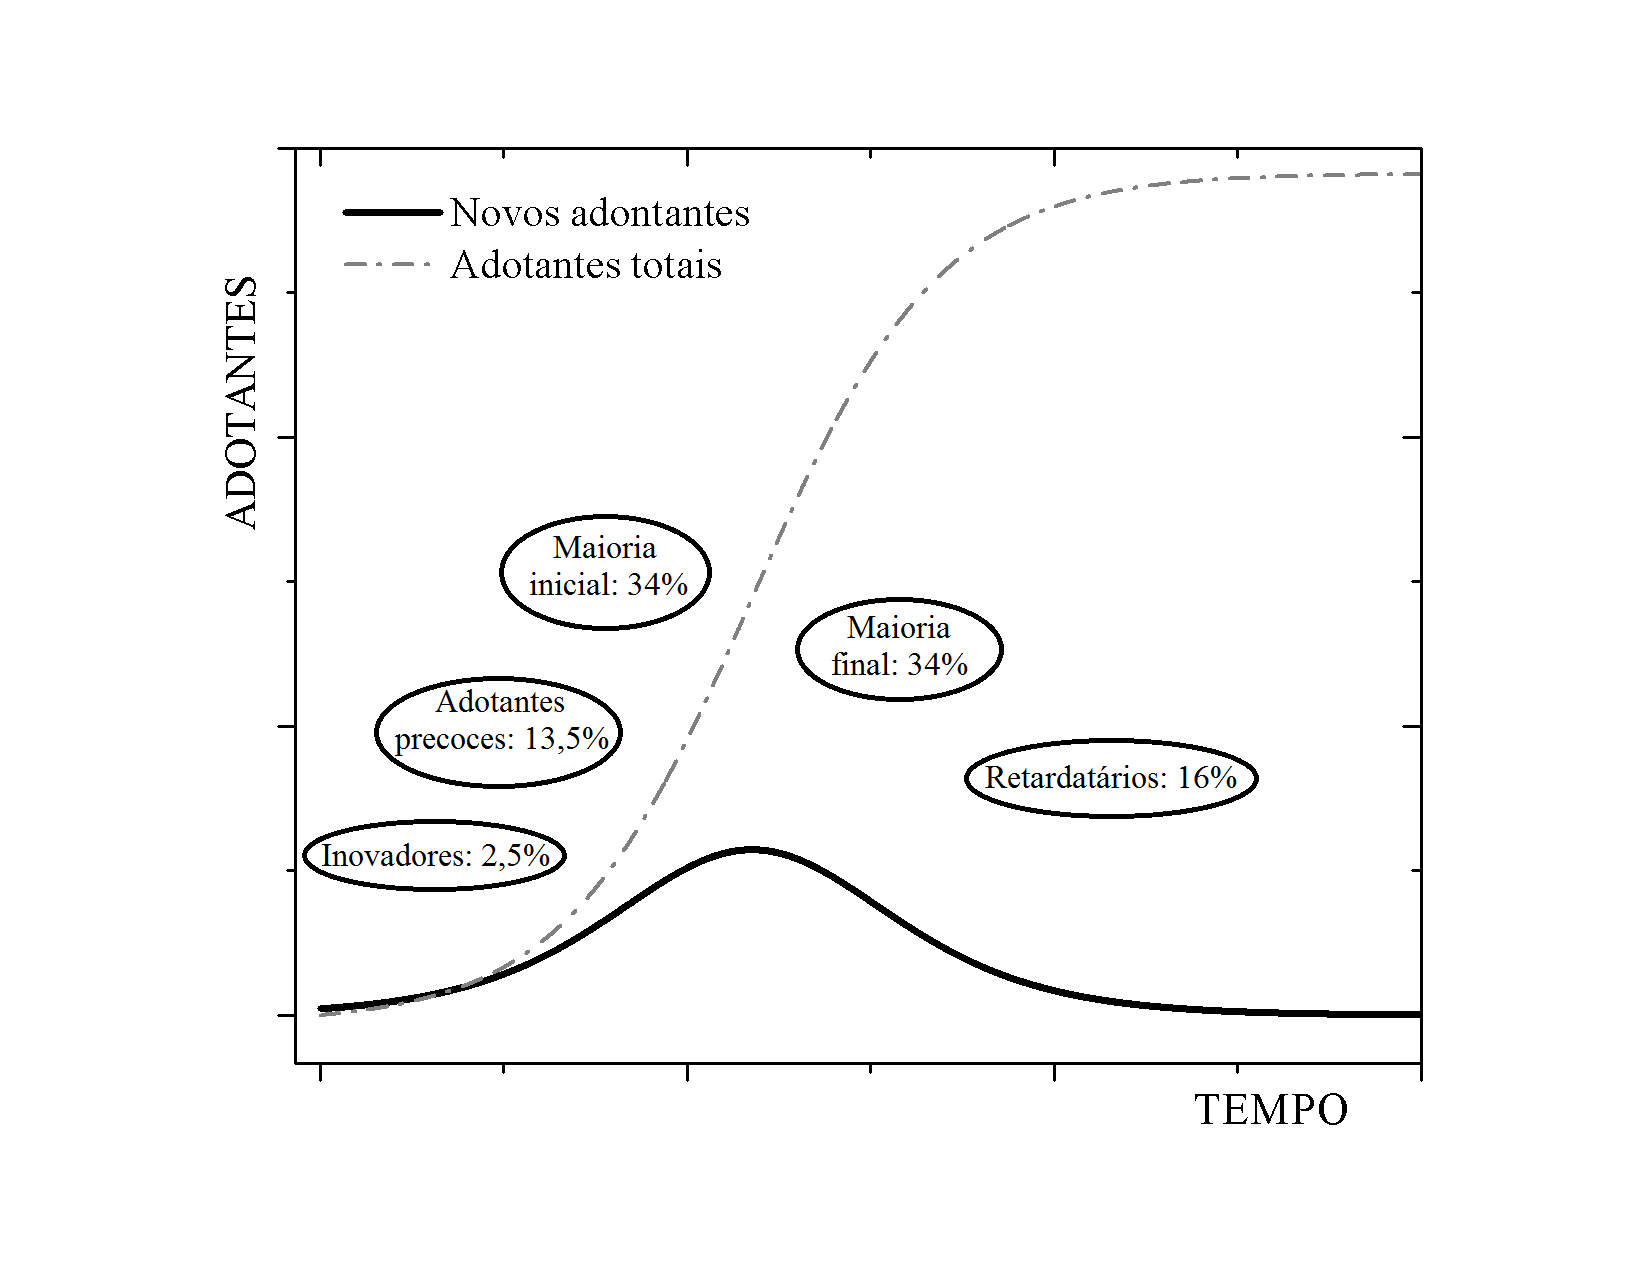 Novos adontantes
Adotantes totais
ADOTANTES
Maioria
inicial: 34%
Maioria
final: 34%
Adotantes
precoces: 13,5%
Retardatários: 16%
Inovadores: 2,5%
TEMPO